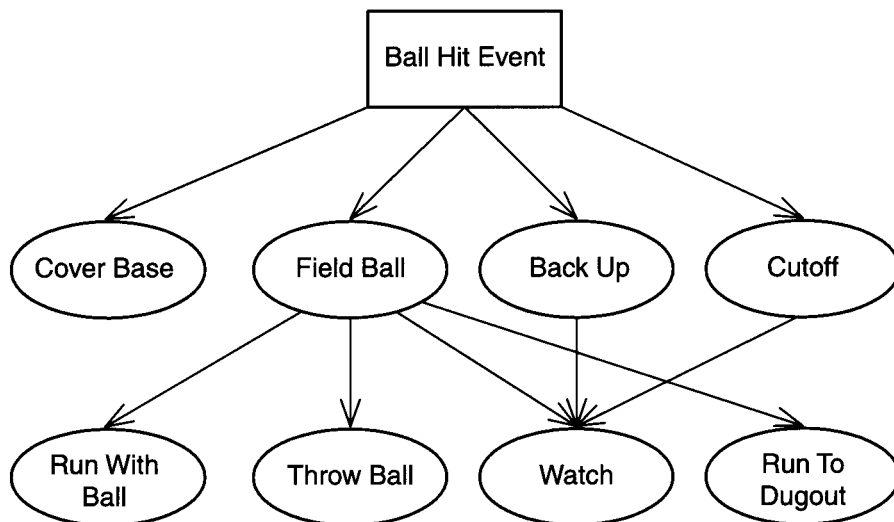 Ball Hit Event
Cover Base
Field Ball
Back Up
Cutoff
Run With
Ball
Throw Ball
Watch
Run To
Dugout